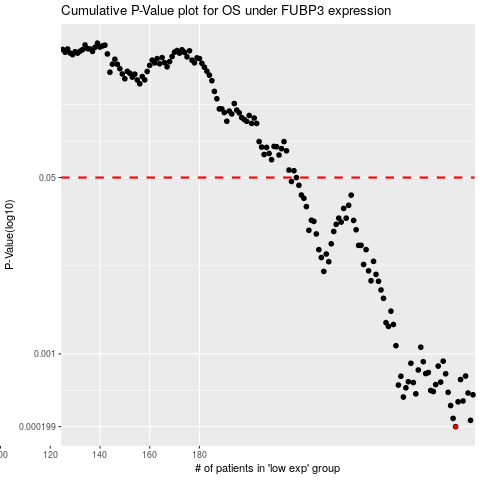 Cumulative P-Value plot for OS under FUBP3 expression
P-Value(log10)
0.05
0.001
0.000199
00 120 140 160 180
# of patients in 'low exp' group